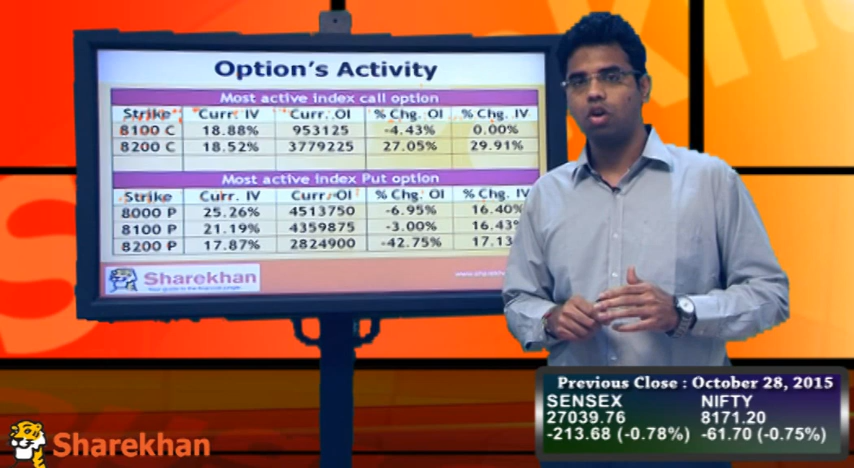 Option's Activity
Most active index call option
Strike Curr. IV Curr. OI % Chg. OI % Chg. IV
8100 C 18.88% 953125 -4.43% 0.00%
8200 C 18.52% 3779225 27.05% 29.91%
Most active index Put option
Strike Curr. IV Curr. OI % Chg. OI % Chg. IV
8000 P 25.26% 4513750 -6.95% 16.40%
8100 P 21.19% 4359875 -3.00% 16.43%
8200 P 17.87% 2824900 -42.75% 17.13
Sharekhan
Previous Close : October 28, 2015
SENSEX NIFTY
27039.76 8171.20
-213.68 (-0.78%) -61.70 (-0.75%)
Sharekhan